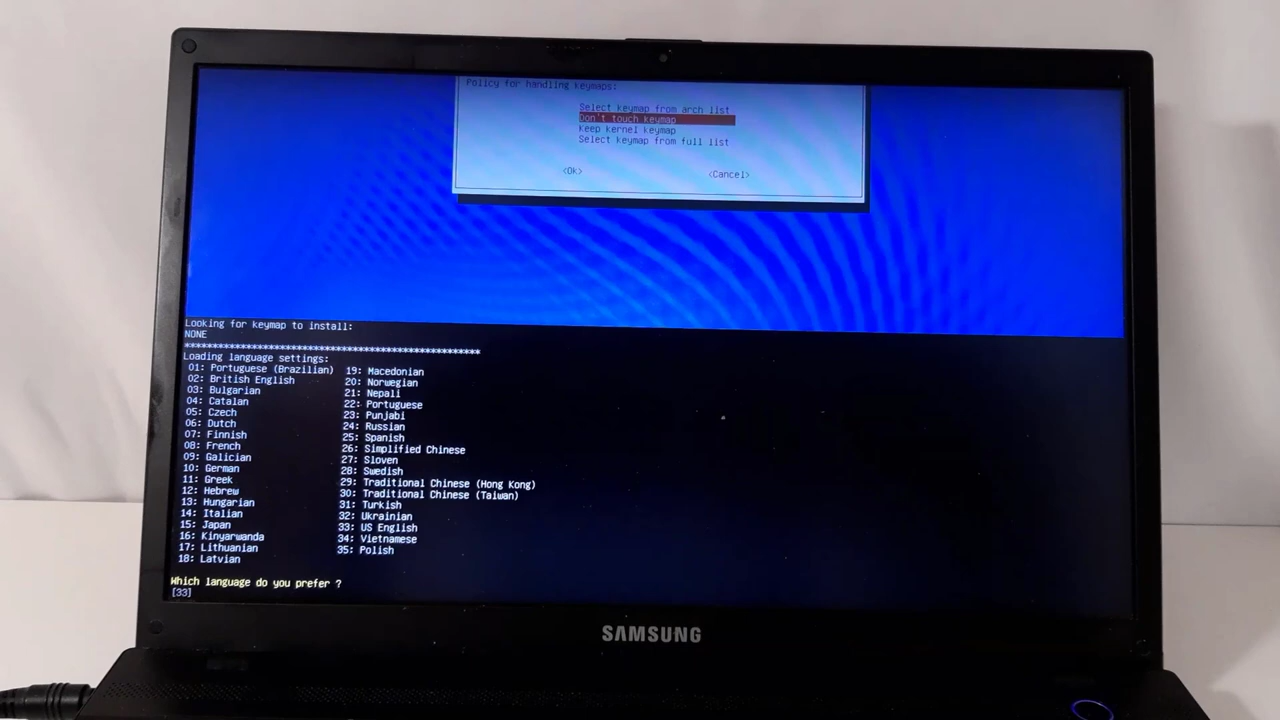 Policy for handling keymaps:
Select keymap from arch list
Don't touch keymap
Keep kernel keymap
Select keymap from full list
<Ok> <Cancel>
Looking for keymap to install:
NONE
*************************************************************
Loading language settings:
01: Portuguese (Brazilian) 19: Macedonian
02: British English 20: Norwegian
03: Bulgarian 21: Nepali
04: Catalan 22: Portuguese
05: Czech 23: Punjabi
06: Dutch 24: Russian
07: Finnish 25: Spanish
08: French 26: Simplified Chinese
09: Galician 27: Sloven
10: German 28: Swedish
11: Greek 29: Traditional Chinese (Hong Kong)
12: Hebrew 30: Traditional Chinese (Taiwan)
13: Hungarian 31: Turkish
14: Italian 32: Ukrainian
15: Japan 33: US English
16: Kinyarwanda 34: Vietnamese
17: Lithuanian 35: Polish
18: Latvian
Which language do you prefer ?
[33]
SAMSUNG